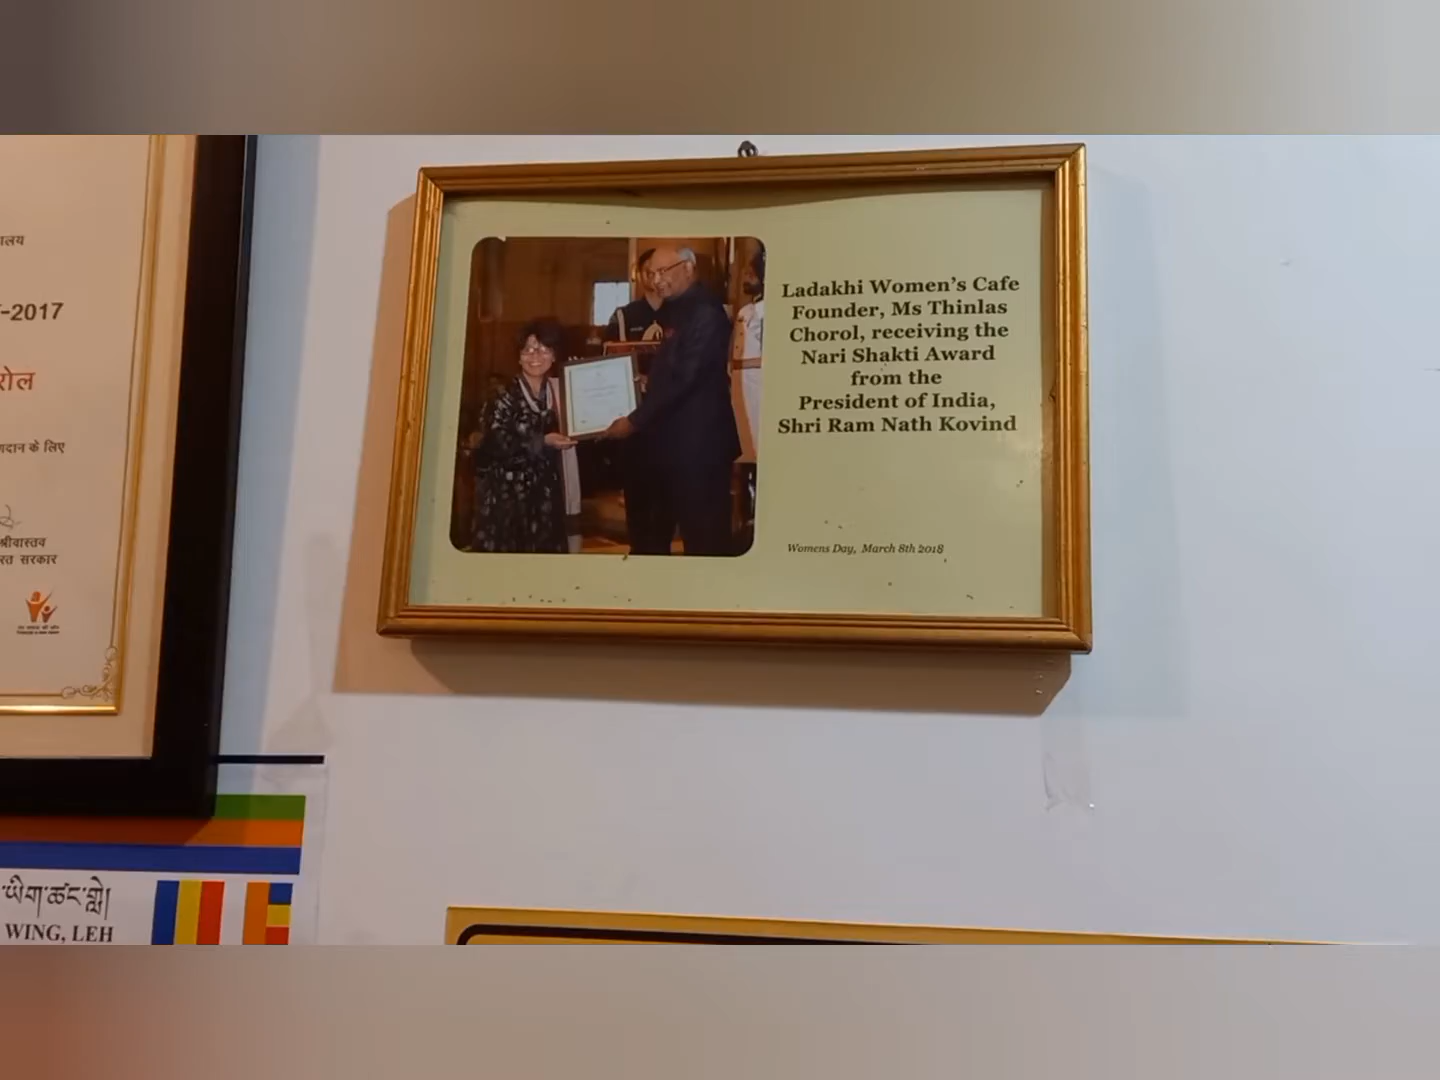 -2017
रोल
दान के लिए
श्रीवास्तव
सरकार
Ladakhi Women's Cafe
Founder, Ms Thinlas
Chorol, receiving the
Nari Shakti Award
from the
President of India,
Shri Ram Nath Kovind
Womens Day, March 8th 2018
WING, LEH